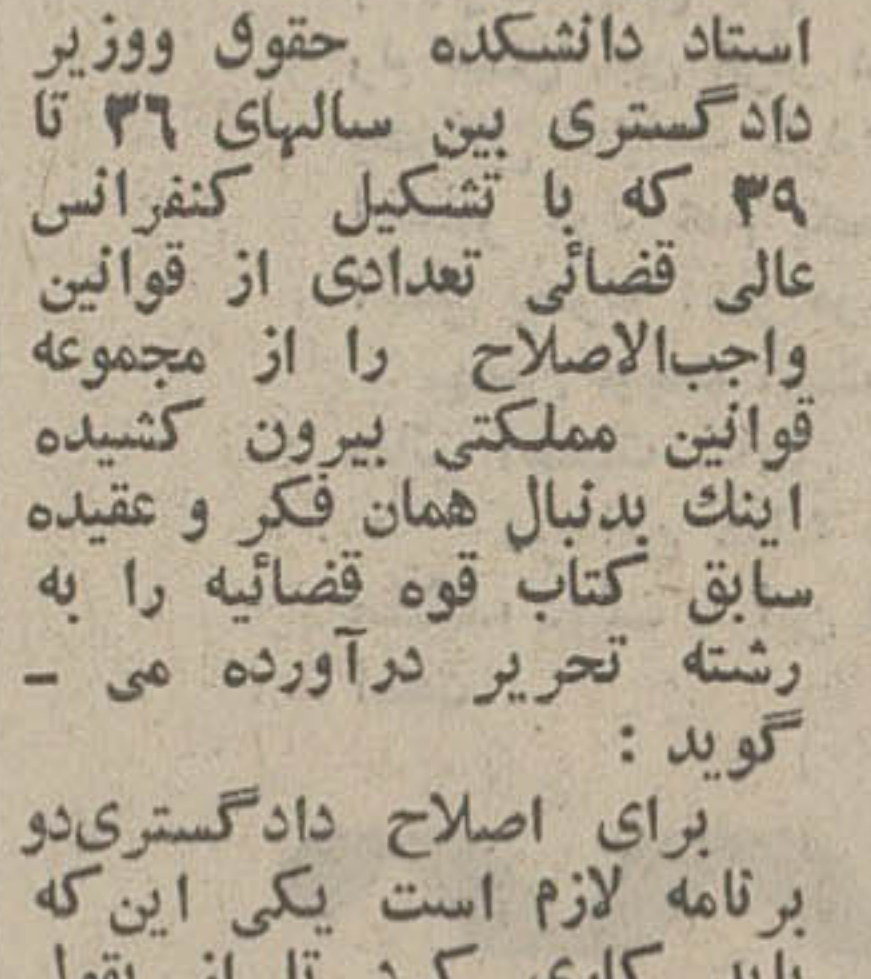 استاد دانشکده حقوق ووزیر
دادگستری بین سالهای ۳۶ تا
۳۹ که با تشکیل کنفرانس
عالی قضائی تعدادی از قوانین
واجب‌الاصلاح را از مجموعه
قوانین مملکتی بیرون کشیده
اینك بدنبال همان فکر و عقیده
سابق کتاب قوه قضائیه را به
رشته تحریر درآورده می -
گوید :
برای اصلاح دادگستری‌دو
برنامه لازم است یکی این‌که